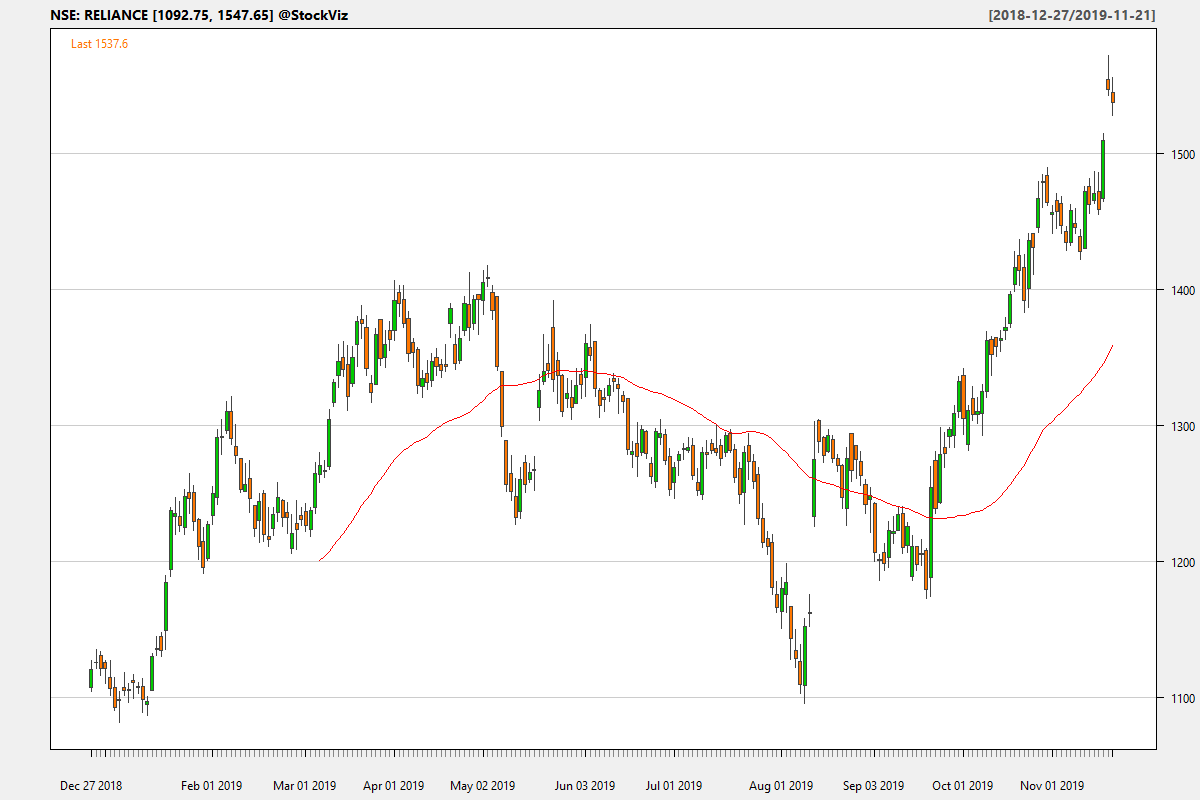 NSE: RELIANCE [1092.75, 1547.65] @StockViz
[2018-12-27/2019-11-21]
Last 1537.6
1500
1400
1300
1200
1100
Dec 27 2018 Feb 01 2019 Mar 01 2019 Apr 01 2019 May 02 2019 Jun 03 2019 Jul 01 2019 Aug 01 2019 Sep 03 2019 Oct 01 2019 Nov 01 2019